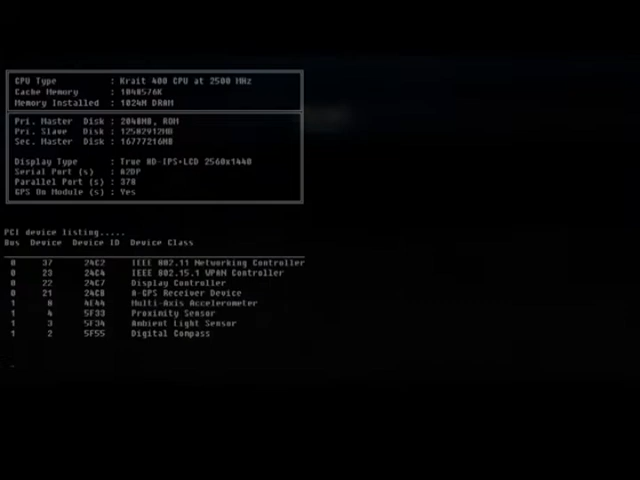 CPU Type : Krait 400 CPU at 2500 MHz
Cache Memory : 1048576K
Memory Installed : 1024M DRAM
Pri. Master Disk : 2048MB, ROM
Pri. Slave Disk : 12582912MB
Sec. Master Disk : 16777216MB
Display Type : True HD-IPS+LCD 2560x1440
Serial Port(s) : A2DP
Parallel Port(s) : 378
GPS On Module(s) : Yes
PCI device listing.....
Bus Device Device ID Device Class
0 37 24C2 IEEE 802.11 Networking Controller
0 23 24C4 IEEE 802.15.1 VPAN Controller
0 22 24C7 Display Controller
0 21 24CB A-GPS Receiver Device
1 8 4E44 Multi-Axis Accelerometer
1 4 5F33 Proximity Sensor
1 3 5F34 Ambient Light Sensor
1 2 5F55 Digital Compass